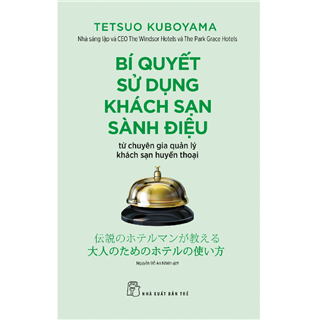 TETSUO KUBOYAMA
Nhà sáng lập và CEO The Windsor Hotels và The Park Grace Hotels
BÍ QUYẾT
SỬ DỤNG
KHÁCH SẠN
SÀNH ĐIỆU
từ chuyên gia quản lý
khách sạn huyền thoại
伝説のホテルマンが教える
大人のためのホテルの使い方
NHÀ XUẤT BẢN TRẺ